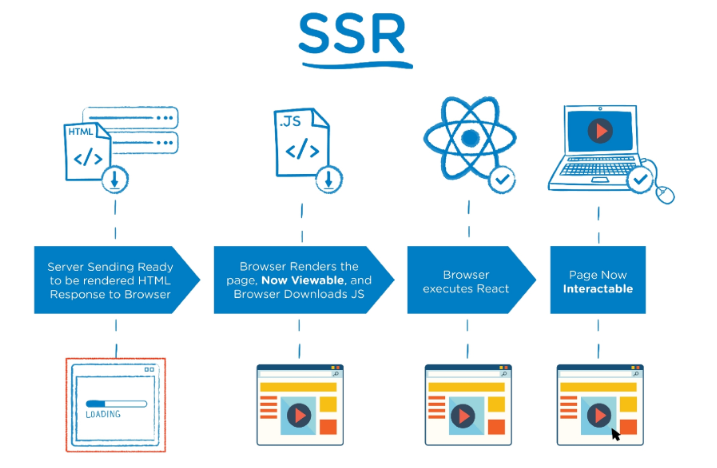 SSR
HTML
</>
.JS
</>
Server Sending Ready
to be rendered HTML
Response to Browser
Browser Renders the
page, Now Viewable, and
Browser Downloads JS
Browser
executes React
Page Now
Interactable
LOADING